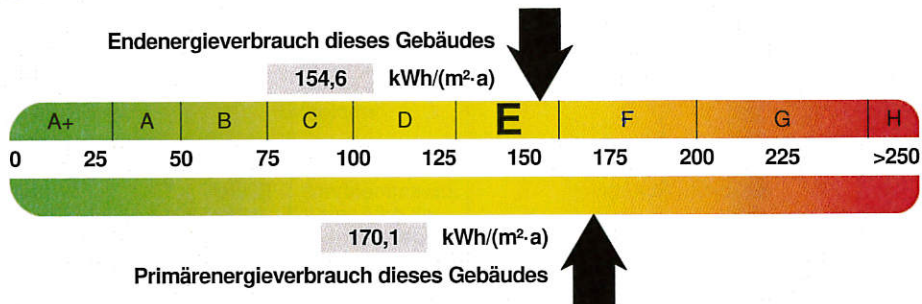 Endenergieverbrauch dieses Gebäudes
154,6 kWh/(m²·a)
A+ A B C D E F G H
0 25 50 75 100 125 150 175 200 225 >250
170,1 kWh/(m²·a)
Primärenergieverbrauch dieses Gebäudes